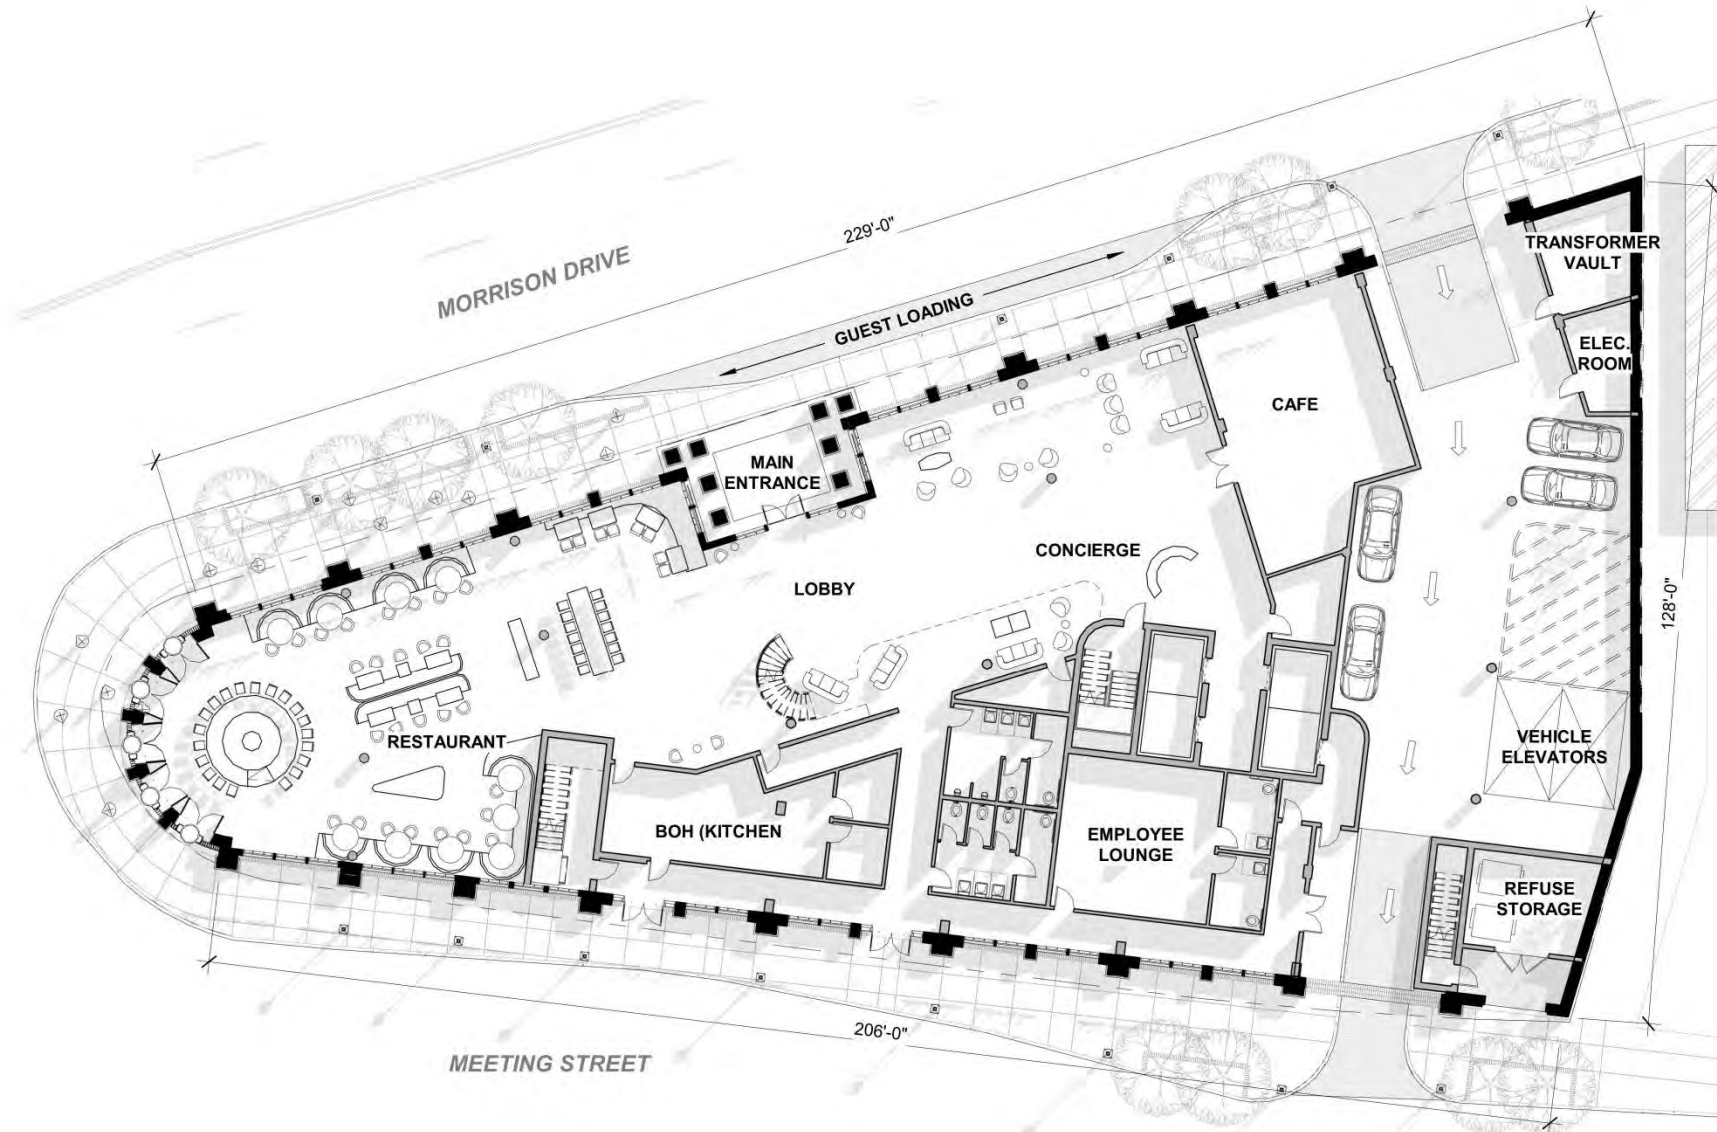 229'-0"
MORRISON DRIVE
TRANSFORMER
VAULT
GUEST LOADING
ELEC.
ROOM
CAFE
MAIN
ENTRANCE
CONCIERGE
LOBBY
128'-0"
RESTAURANT
VEHICLE
ELEVATORS
BOH (KITCHEN
EMPLOYEE
LOUNGE
REFUSE
STORAGE
206'-0"
MEETING STREET